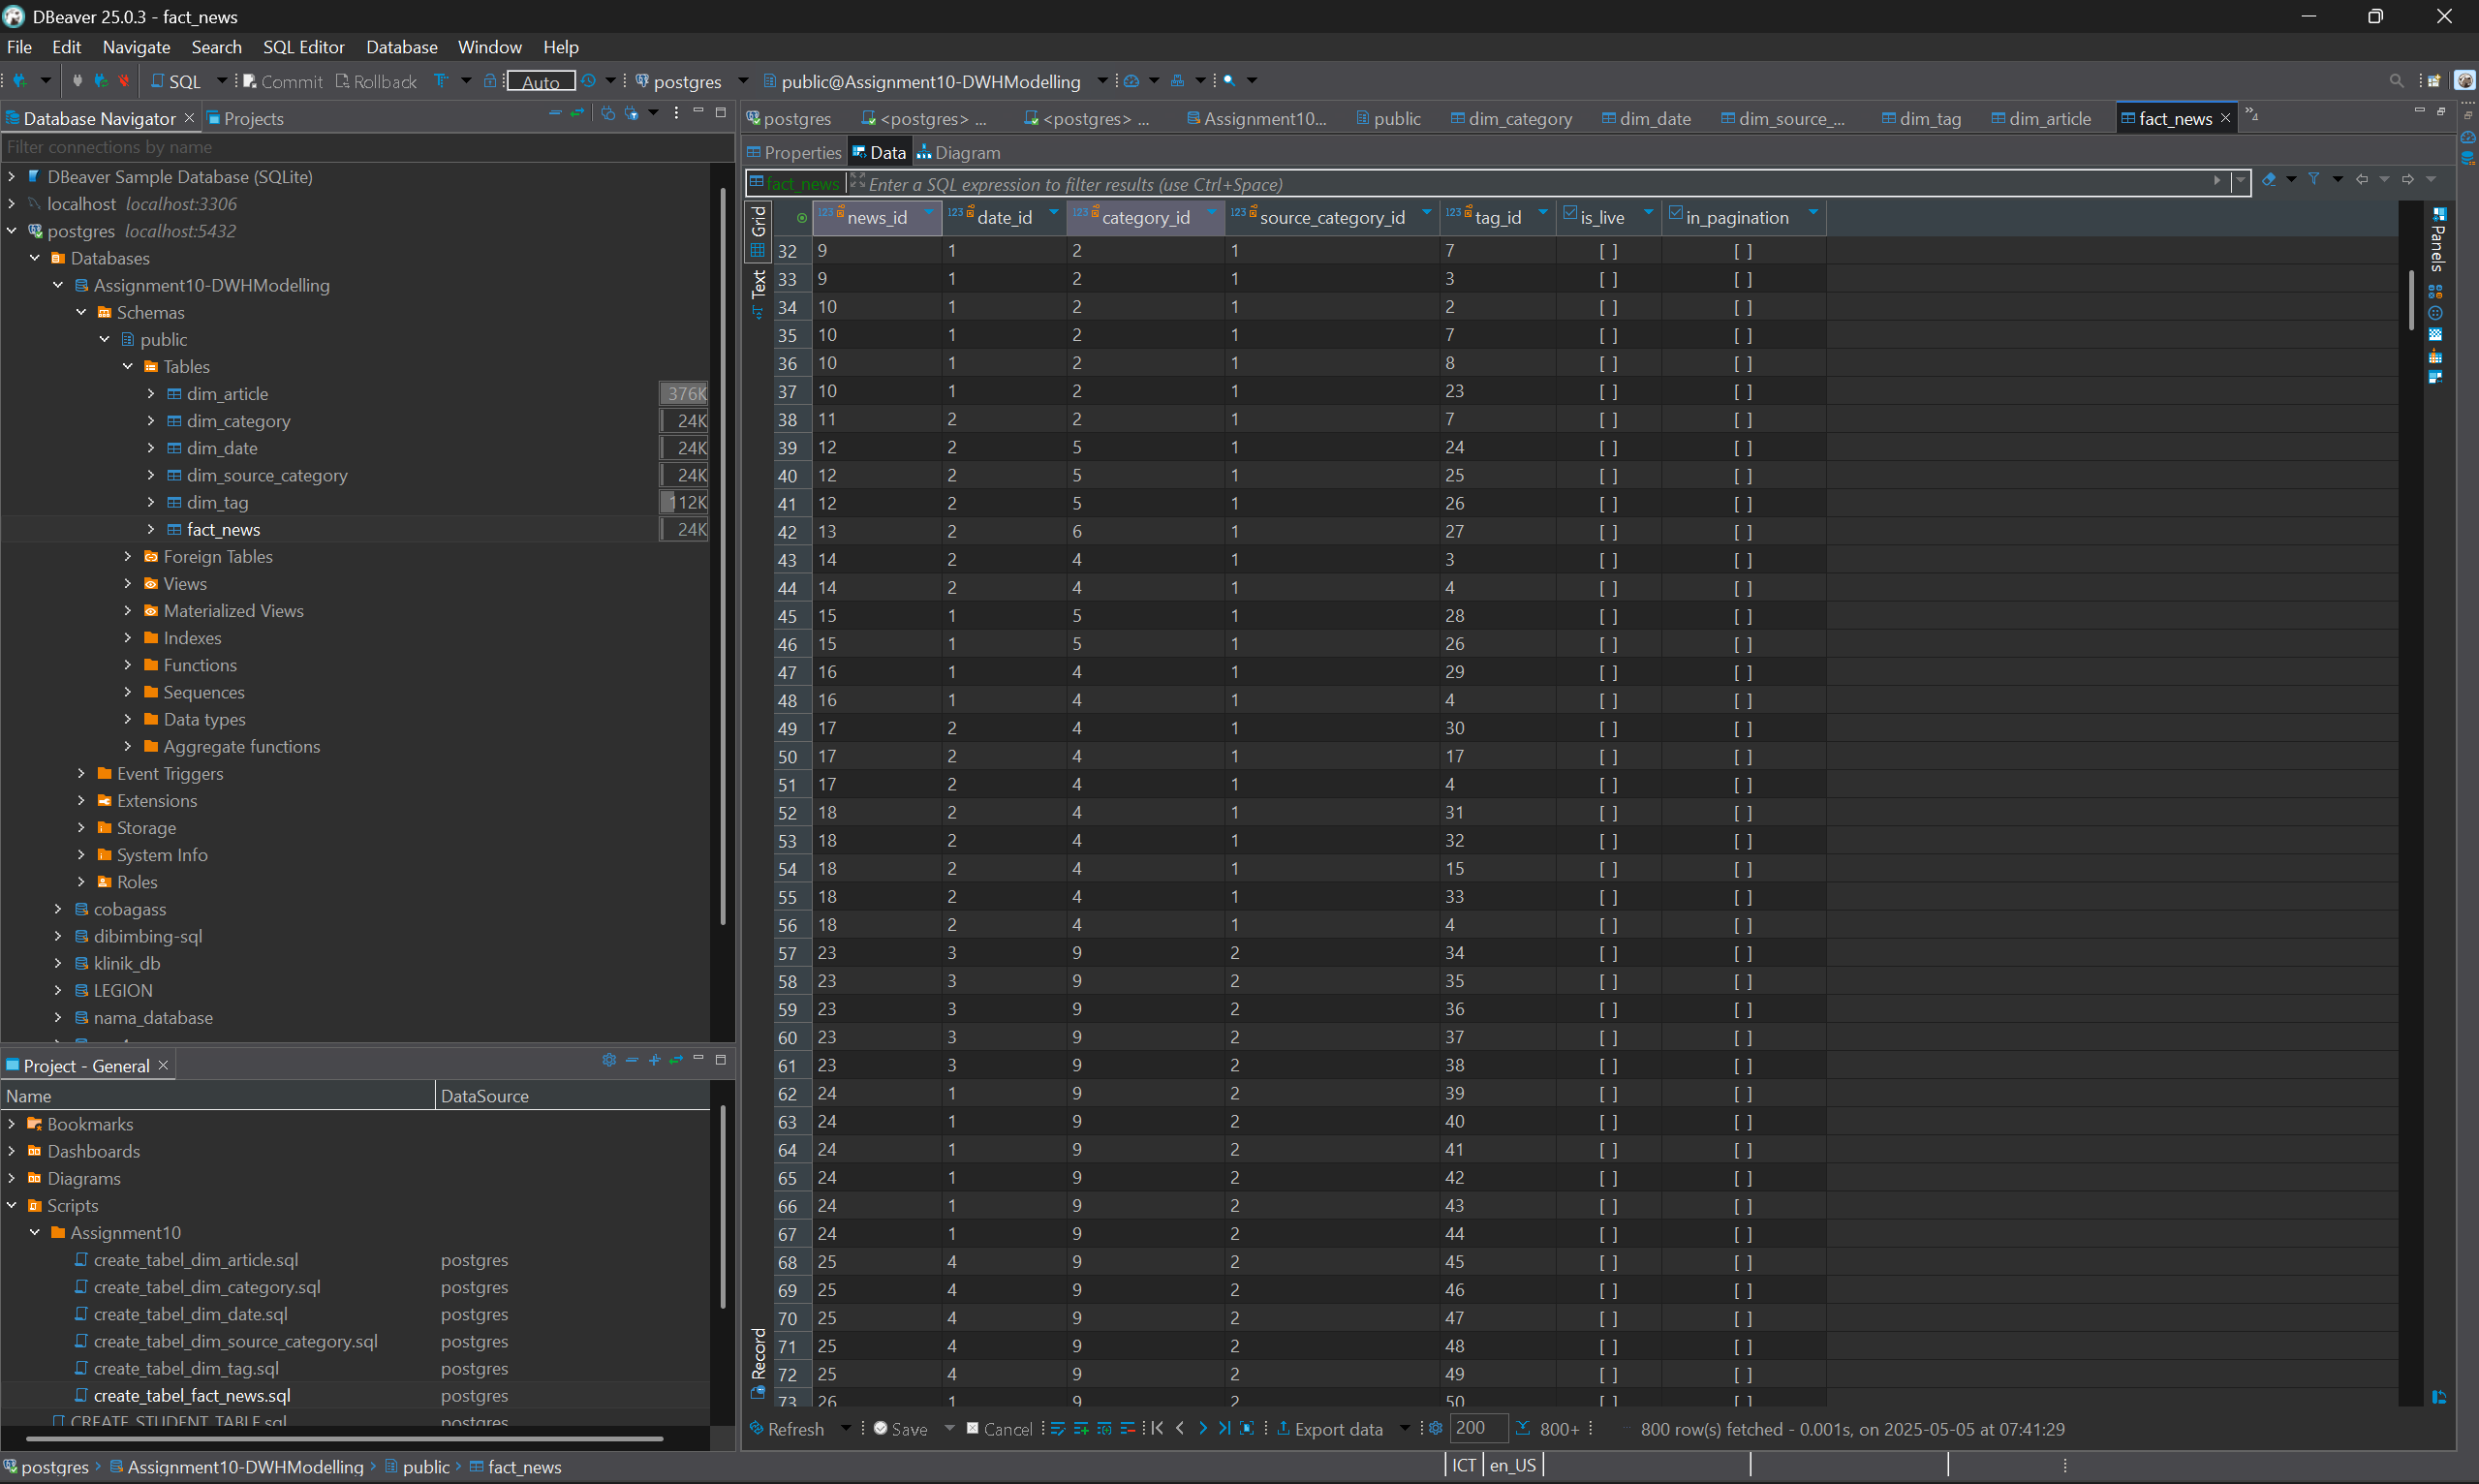 DBeaver 25.0.3 - fact_news
File Edit Navigate Search SQL Editor Database Window Help
SQL Commit Rollback Auto postgres public@Assignment10-DWHModelling
Database Navigator Projects
Filter connections by name
DBeaver Sample Database (SQLite)
localhost localhost:3306
postgres localhost:5432
Databases
Assignment10-DWHModelling
Schemas
public
Tables
dim_article 376K
dim_category 24K
dim_date 24K
dim_source_category 24K
dim_tag 112K
fact_news 24K
Foreign Tables
Views
Materialized Views
Indexes
Functions
Sequences
Data types
Aggregate functions
Event Triggers
Extensions
Storage
System Info
Roles
cobagass
dibimbing-sql
klinik_db
LEGION
nama_database
Project - General
Name DataSource
Bookmarks
Dashboards
Diagrams
Scripts
Assignment10
create_tabel_dim_article.sql postgres
create_tabel_dim_category.sql postgres
create_tabel_dim_date.sql postgres
create_tabel_dim_source_category.sql postgres
create_tabel_dim_tag.sql postgres
create_tabel_fact_news.sql postgres
CREATE_STUDENT_TABLE.sql postgres
postgres <postgres> ... <postgres> ... Assignment10... public dim_category dim_date dim_source_... dim_tag dim_article fact_news »4
Properties Data Diagram
fact_news Enter a SQL expression to filter results (use Ctrl+Space)
Grid
Text
Record
Panels
123 news_id 123 date_id 123 category_id 123 source_category_id 123 tag_id is_live in_pagination
32 9 1 2 1 7 [ ] [ ]
33 9 1 2 1 3 [ ] [ ]
34 10 1 2 1 2 [ ] [ ]
35 10 1 2 1 7 [ ] [ ]
36 10 1 2 1 8 [ ] [ ]
37 10 1 2 1 23 [ ] [ ]
38 11 2 2 1 7 [ ] [ ]
39 12 2 5 1 24 [ ] [ ]
40 12 2 5 1 25 [ ] [ ]
41 12 2 5 1 26 [ ] [ ]
42 13 2 6 1 27 [ ] [ ]
43 14 2 4 1 3 [ ] [ ]
44 14 2 4 1 4 [ ] [ ]
45 15 1 5 1 28 [ ] [ ]
46 15 1 5 1 26 [ ] [ ]
47 16 1 4 1 29 [ ] [ ]
48 16 1 4 1 4 [ ] [ ]
49 17 2 4 1 30 [ ] [ ]
50 17 2 4 1 17 [ ] [ ]
51 17 2 4 1 4 [ ] [ ]
52 18 2 4 1 31 [ ] [ ]
53 18 2 4 1 32 [ ] [ ]
54 18 2 4 1 15 [ ] [ ]
55 18 2 4 1 33 [ ] [ ]
56 18 2 4 1 4 [ ] [ ]
57 23 3 9 2 34 [ ] [ ]
58 23 3 9 2 35 [ ] [ ]
59 23 3 9 2 36 [ ] [ ]
60 23 3 9 2 37 [ ] [ ]
61 23 3 9 2 38 [ ] [ ]
62 24 1 9 2 39 [ ] [ ]
63 24 1 9 2 40 [ ] [ ]
64 24 1 9 2 41 [ ] [ ]
65 24 1 9 2 42 [ ] [ ]
66 24 1 9 2 43 [ ] [ ]
67 24 1 9 2 44 [ ] [ ]
68 25 4 9 2 45 [ ] [ ]
69 25 4 9 2 46 [ ] [ ]
70 25 4 9 2 47 [ ] [ ]
71 25 4 9 2 48 [ ] [ ]
72 25 4 9 2 49 [ ] [ ]
73 26 1 9 2 50 [ ] [ ]
Refresh Save Cancel Export data 200 800+ 800 row(s) fetched - 0.001s, on 2025-05-05 at 07:41:29
postgres Assignment10-DWHModelling public fact_news ICT en_US